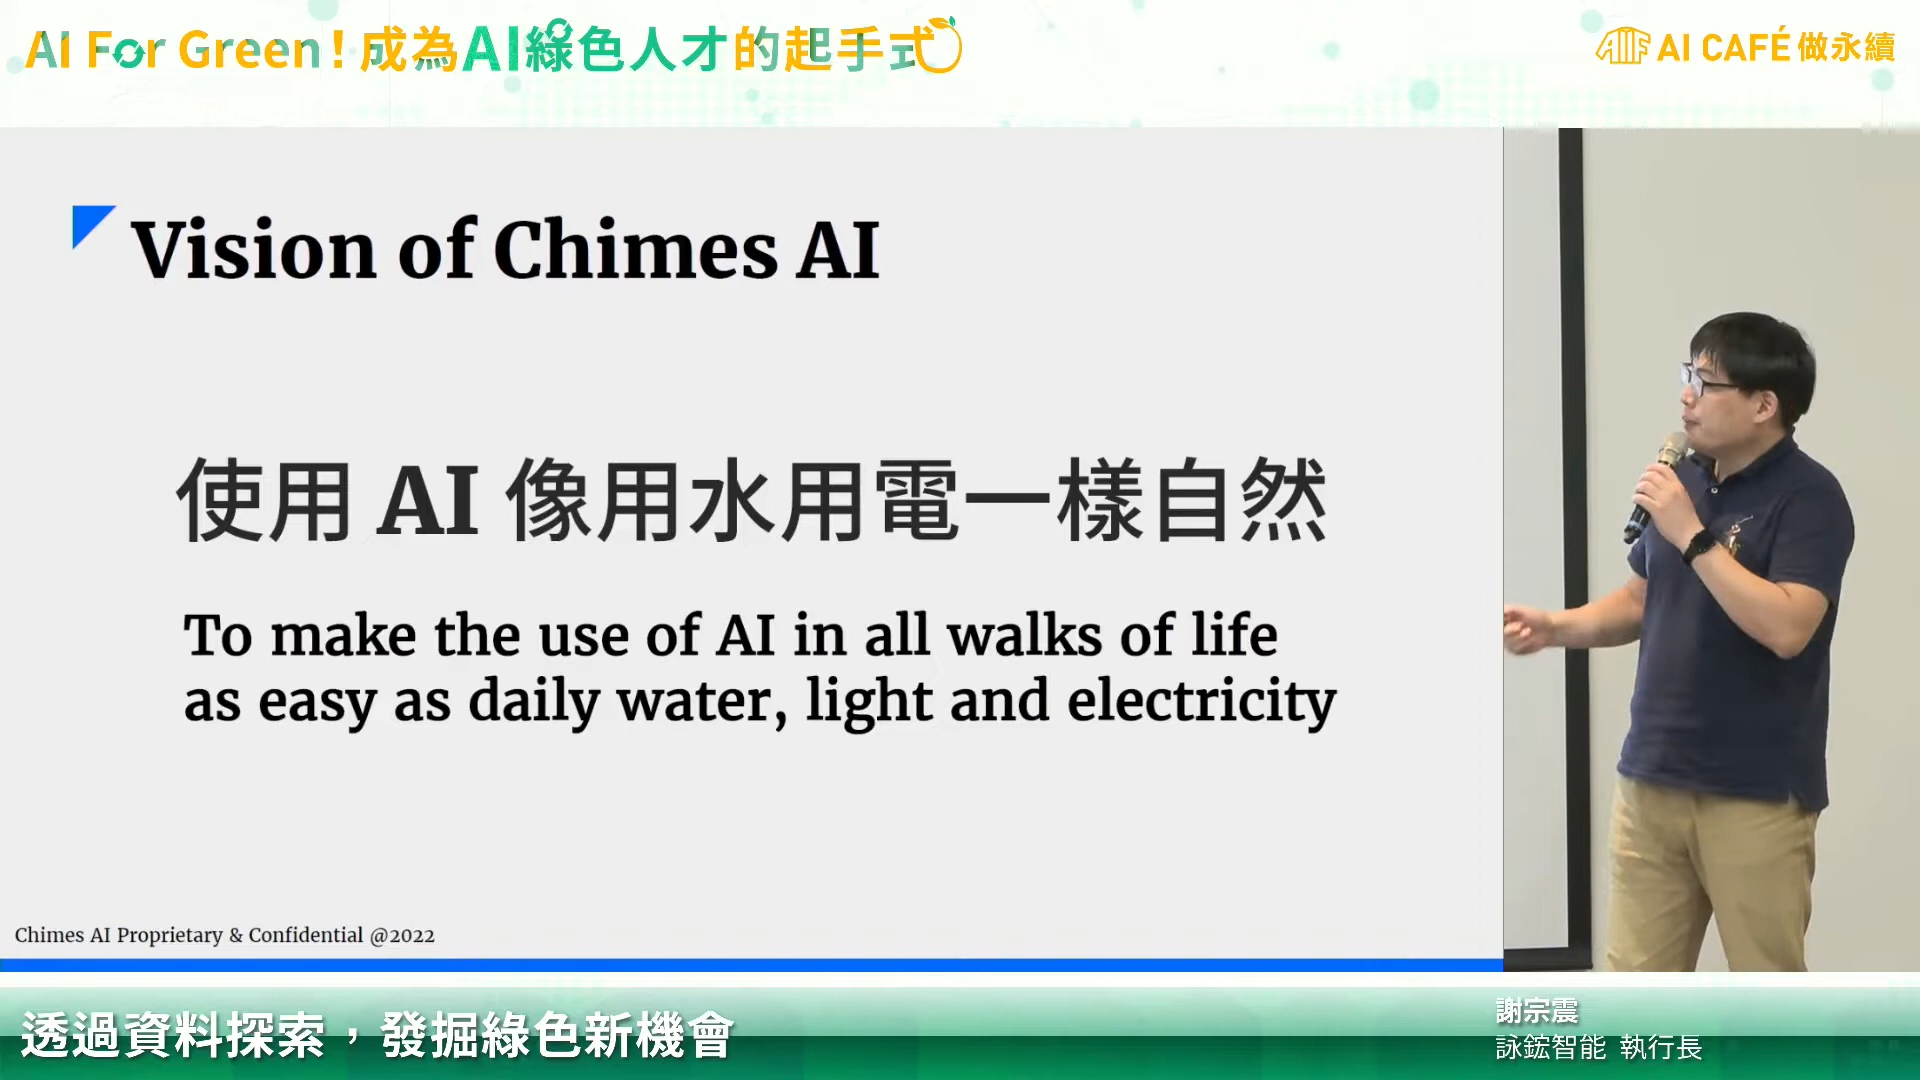 AI For Green！成為AI綠色人才的起手式
AIF AI CAFÉ 做永續
Vision of Chimes AI
使用 AI 像用水用電一樣自然
To make the use of AI in all walks of life
as easy as daily water, light and electricity
Chimes AI Proprietary & Confidential @2022
透過資料探索，發掘綠色新機會
謝宗震
詠鋐智能 執行長